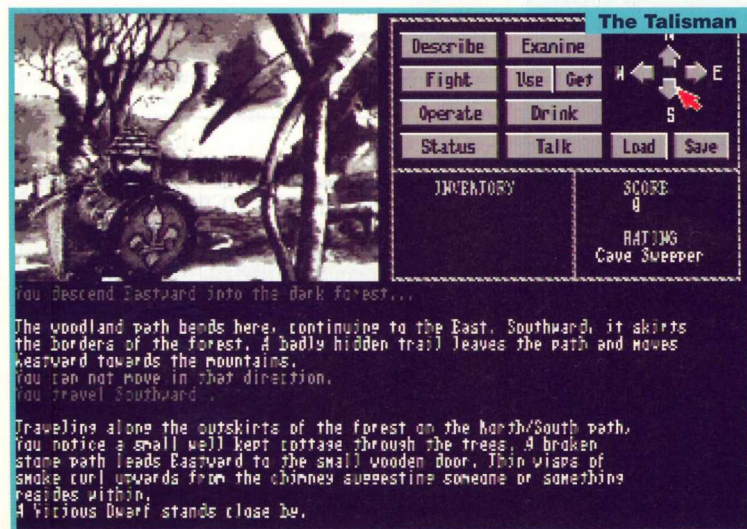 The Talisman
Describe Examine
N
Fight Use Get
W E
Operate Drink
S
Status Talk Load Save
INVENTORY
SCORE
0
RATING
Cave Sweeper
You descend Eastward into the dark forest...
The woodland path bends here, continuing to the East. Southward, it skirts
the borders of the forest. A badly hidden trail leaves the path and moves
Westward towards the mountains.
You can not move in that direction.
You travel Southward .
Traveling along the outskirts of the forest on the North/South path,
You notice a small well kept cottage through the trees. A broken
stone path leads Eastward to the small wooden door. Thin wisps of
smoke curl upwards from the chimney suggesting someone or something
resides within.
A Vicious Dwarf stands close by.